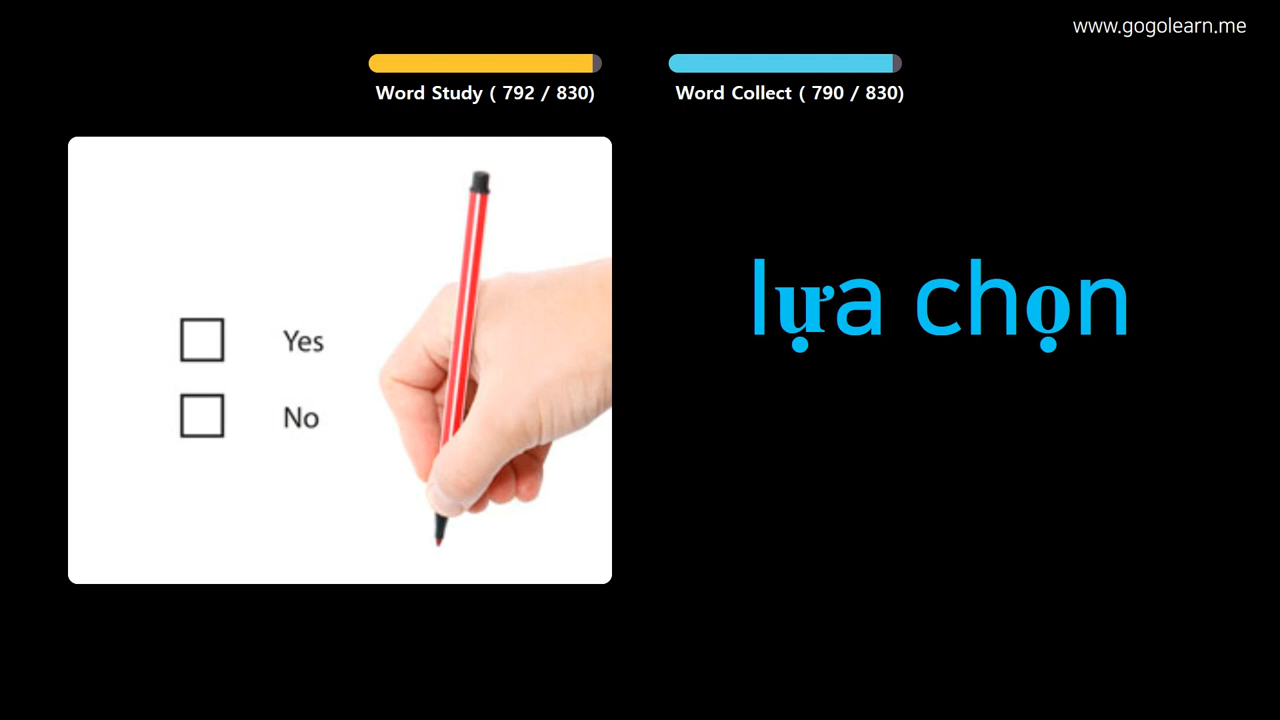 www.gogolearn.me
Word Study ( 792 / 830)
Word Collect ( 790 / 830)
Yes
No
lựa chọn